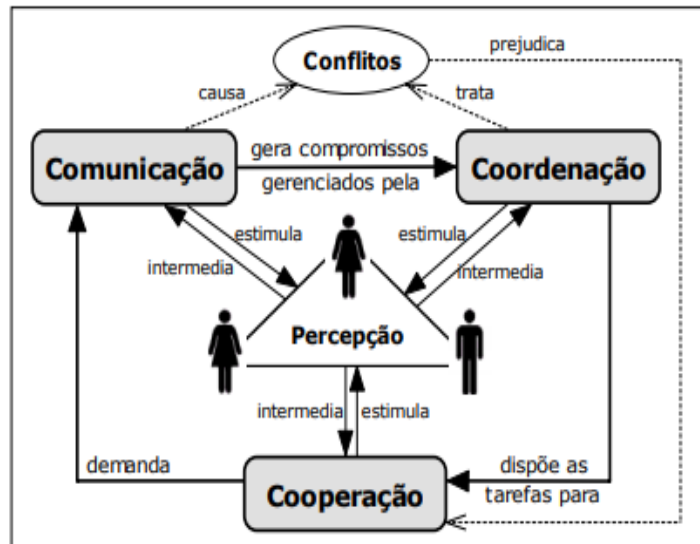 prejudica
Conflitos
causa
trata
Comunicação
gera compromissos
gerenciados pela
Coordenação
estimula
estimula
intermedia
intermedia
Percepção
intermedia
estimula
demanda
dispõe as
tarefas para
Cooperação